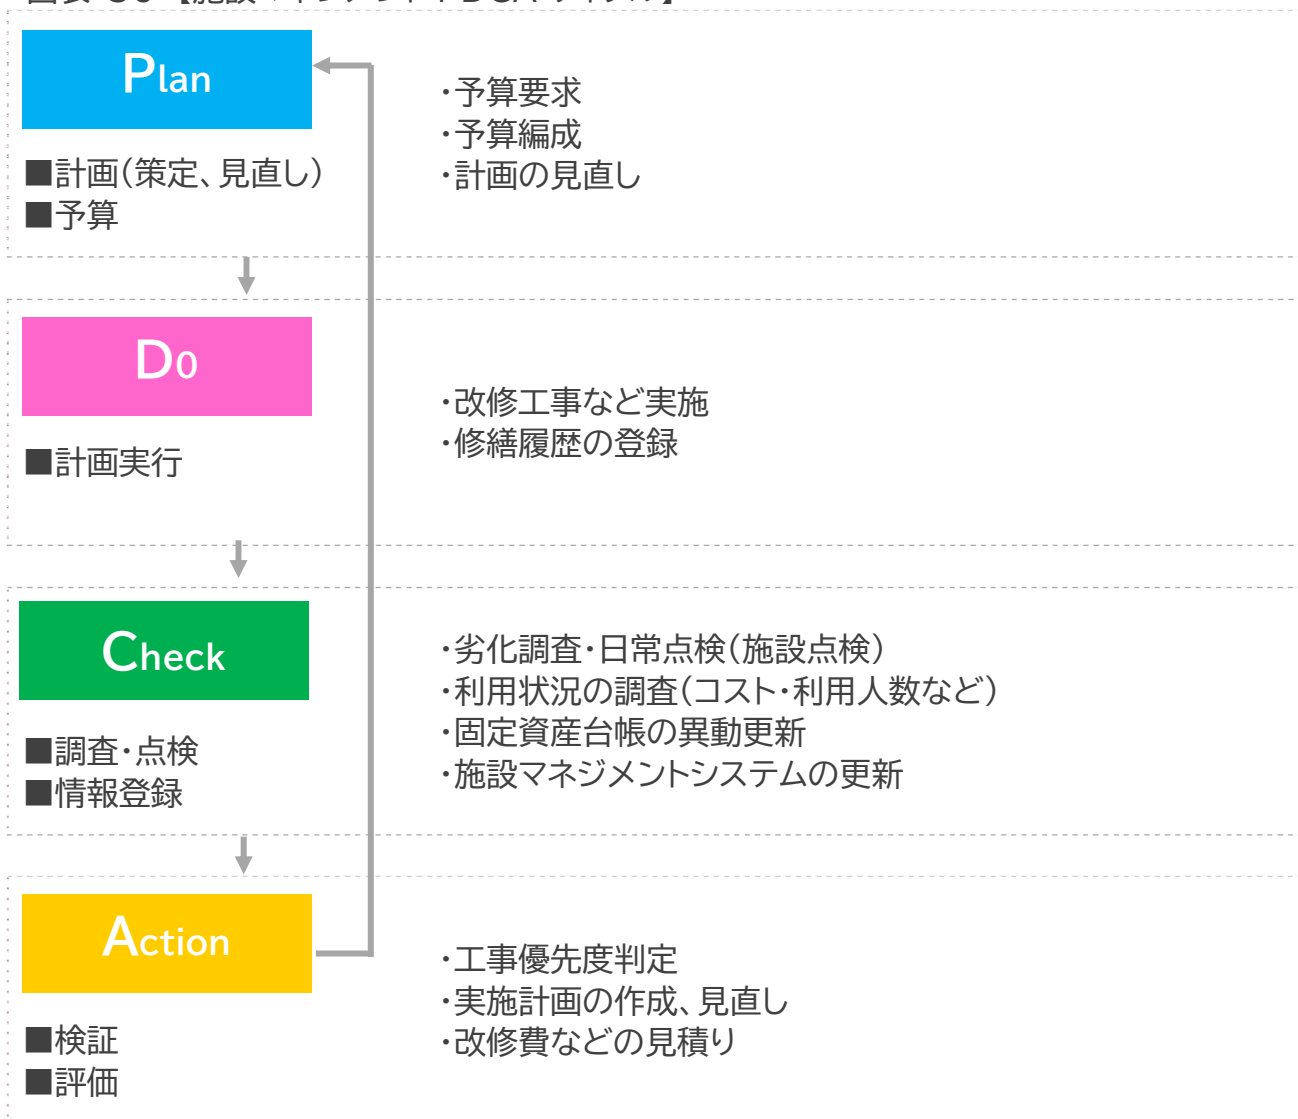 Plan
■計画(策定、見直し)
■予算
・予算要求
・予算編成
・計画の見直し
D0
■計画実行
・改修工事など実施
・修繕履歴の登録
Check
■調査・点検
■情報登録
・劣化調査・日常点検(施設点検)
・利用状況の調査(コスト・利用人数など)
・固定資産台帳の異動更新
・施設マネジメントシステムの更新
Action
■検証
■評価
・工事優先度判定
・実施計画の作成、見直し
・改修費などの見積り